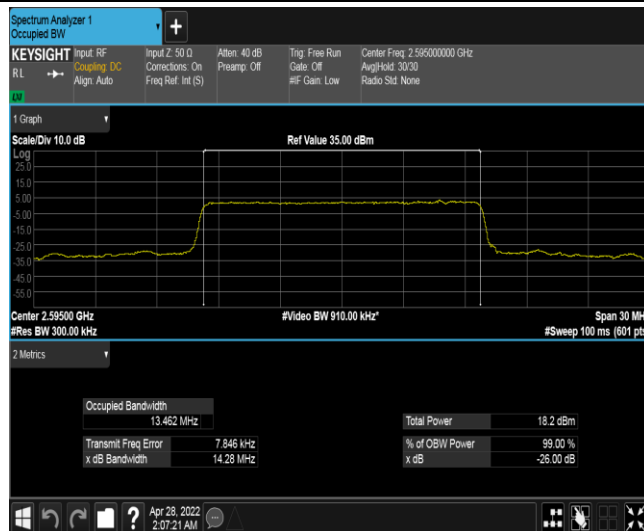 Spectrum Analyzer 1
Occupied BW
+
KEYSIGHT
RL
Input: RF
Coupling: DC
Align: Auto
Input Z: 50 Ω
Corrections: On
Freq Ref: Int (S)
Atten: 40 dB
Preamp: Off
Trig: Free Run
Gate: Off
#IF Gain: Low
Center Freq: 2.595000000 GHz
Avg|Hold: 30/30
Radio Std: None
1 Graph
Scale/Div 10.0 dB
Ref Value 35.00 dBm
Log
25.0
15.0
5.00
-5.00
-15.0
-25.0
-35.0
-45.0
-55.0
Center 2.59500 GHz
#Video BW 910.00 kHz*
Span 30 MH
#Res BW 300.00 kHz
#Sweep 100 ms (601 pts
2 Metrics
Occupied Bandwidth
13.462 MHz
Total Power 18.2 dBm
Transmit Freq Error 7.846 kHz
% of OBW Power 99.00 %
x dB Bandwidth 14.28 MHz
x dB -26.00 dB
?
Apr 28, 2022
2:07:21 AM